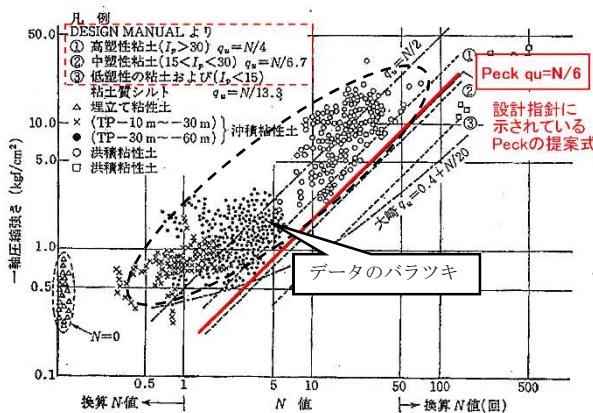 凡 例
DESIGN MANUALより
① 高塑性粘土(Ip>30) qu=N/4
② 中塑粘土(15<Ip<30) qu=N/6.7
③ 低塑性の粘土および(Ip<15)
粘土質シルト qu=N/13.3
△ 埋立て粘性土
× (TP-10m~-30m)
● (TP-30m~-60m)
}沖積粘性土
○ 洪積粘性土
□ 洪積粘性土
qu=N/2
①
②
③
Peck qu=N/6
設計指針に
示されている
Peckの提案式
大崎 qu=0.4+N/20
データのバラツキ
N=0
一軸圧縮強さ (kgf/cm²)
50.0
10.0
5.0
1.0
0.5
0.1
0.5 1 5 10 50 100 500
換算N値 N 値 換算N値(回)